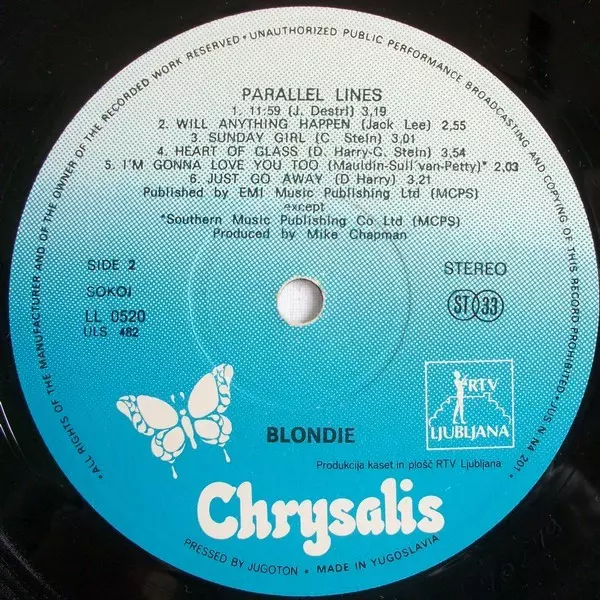 • ALL RIGHTS OF THE MANUFACTURER AND OF THE OWNER OF THE RECORDED WORK RESERVED • UNAUTHORIZED PUBLIC PERFORMANCE BROADCASTING AND COPYING OF THIS RECORD PROHIBITED • JUS N N4 201 •
PARALLEL LINES
1. 11:59 (J. Destri) 3,19
2. WILL ANYTHING HAPPEN (Jack Lee) 2,55
3. SUNDAY GIRL (C. Stein) 3,01
4. HEART OF GLASS (D. Harry-C. Stein) 3,54
5. I'M GONNA LOVE YOU TOO (Mauldin-Sull'van-Petty)* 2,03
6. JUST GO AWAY (D Harry) 3,21
Published by EMI Music Publishing Ltd (MCPS)
except
*Southern Music Publishing Co Ltd (MCPS)
Produced by Mike Chapman
SIDE 2
STEREO
SOKOJ
ST 33
LL 0520
ULS 482
RTV
LJUBLJANA
BLONDIE
Produkcija kaset in plošč RTV Ljubljana
Chrysalis
PRESSED BY JUGOTON • MADE IN YUGOSLAVIA